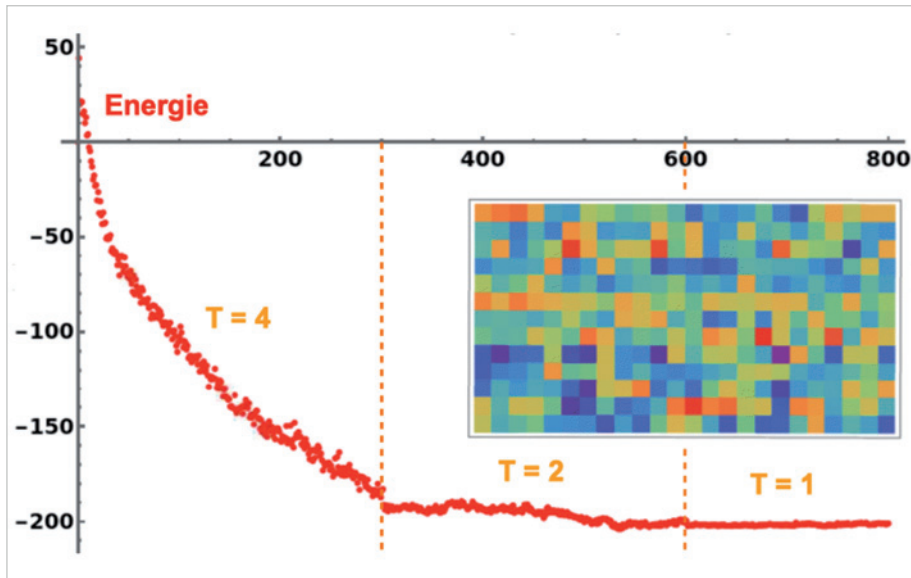 50
Energie
200 400 600 800
–50
T = 4
–100
–150
T = 2
T = 1
–200